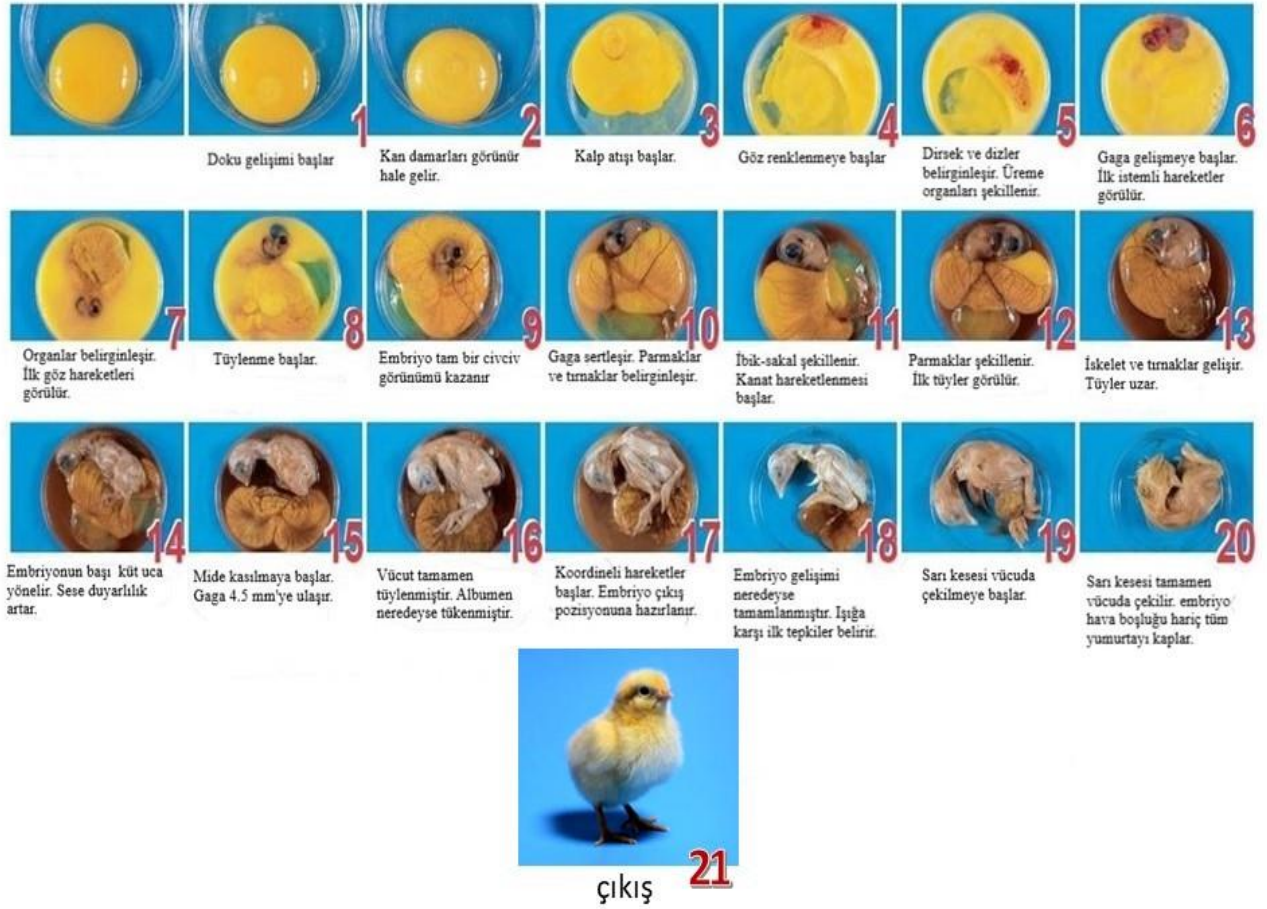 1
Doku gelişimi başlar
2
Kan damarları görünür
hale gelir.
3
Kalp atışı başlar.
4
Göz renklenmeye başlar
5
Dirsek ve dizler
belirginleşir. Üreme
organları şekillenir.
6
Gaga gelişmeye başlar.
İlk istemli hareketler
görülür.
7
Organlar belirginleşir.
İlk göz hareketleri
görülür.
8
Tüylenme başlar.
9
Embriyo tam bir civciv
görünümü kazanır
10
Gaga sertleşir. Parmaklar
ve tırnaklar belirginleşir.
11
İbik-sakal şekillenir.
Kanat hareketlenmesi
başlar.
12
Parmaklar şekillenir.
İlk tüyler görülür.
13
İskelet ve tırnaklar gelişir.
Tüyler uzar.
14
Embriyonun başı küt uca
yönelir. Sese duyarlılık
artar.
15
Mide kasılmaya başlar.
Gaga 4.5 mm'ye ulaşır.
16
Vücut tamamen
tüylenmiştir. Albumen
neredeyse tükenmiştir.
17
Koordineli hareketler
başlar. Embriyo çıkış
pozisyonuna hazırlanır.
18
Embriyo gelişimi
neredeyse
tamamlanmıştır. Işığa
karşı ilk tepkiler belirir.
19
Sarı kesesi vücuda
çekilmeye başlar.
20
Sarı kesesi tamamen
vücuda çekilir. embriyo
hava boşluğu hariç tüm
yumurtayı kaplar.
21
çıkış